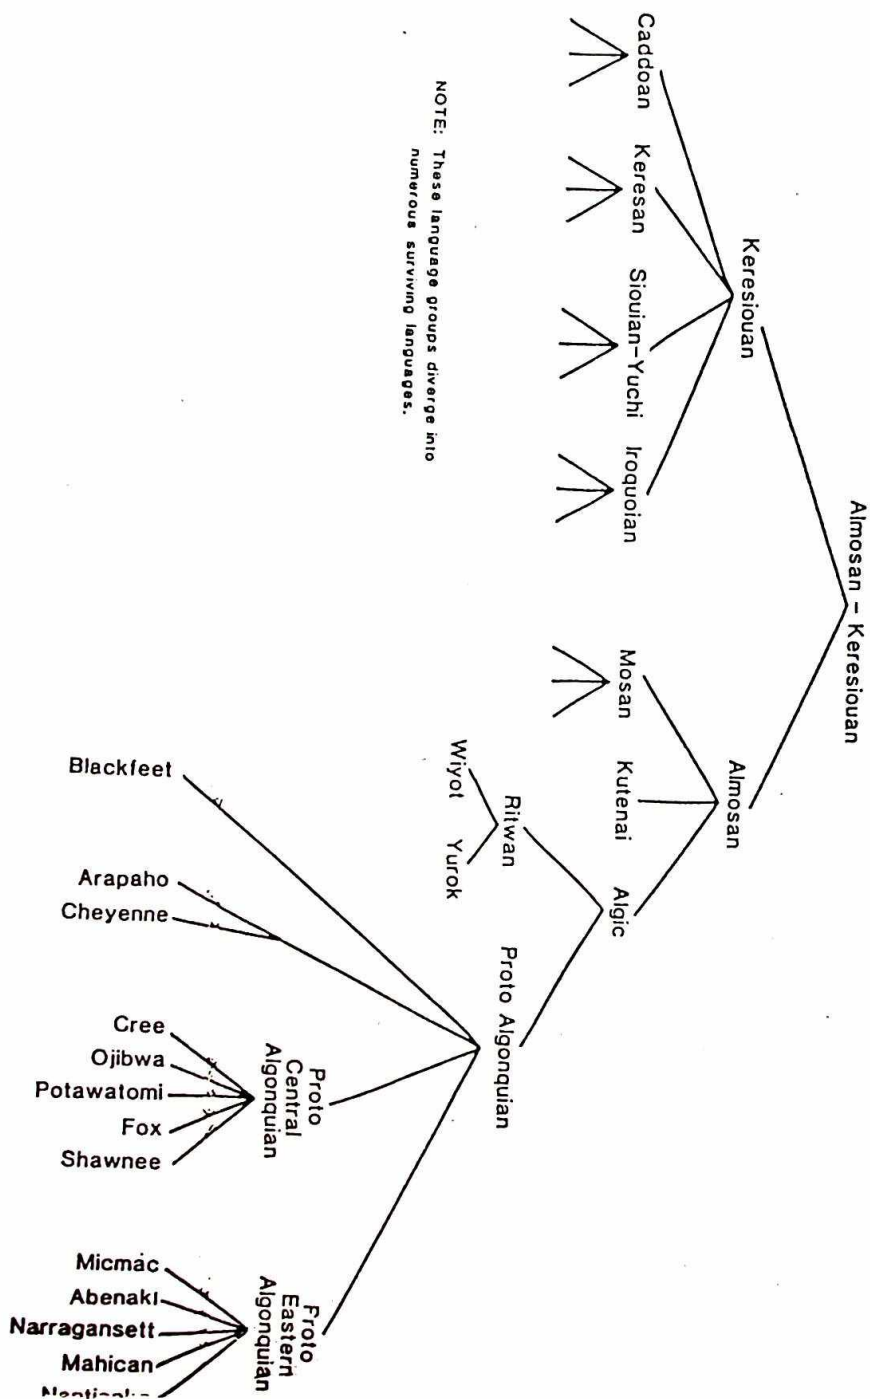 Almosan – Keresiouan
Keresiouan
Almosan
Caddoan
Keresan
Siouian–Yuchi
Iroquoian
Mosan
Kutenai
Algic
NOTE: These language groups diverge into
numerous surviving languages.
Ritwan
Proto Algonquian
Wiyot
Yurok
Proto
Central
Algonquian
Proto
Eastern
Algonquian
Blackfeet
Arapaho
Cheyenne
Cree
Ojibwa
Potawatomi
Fox
Shawnee
Micmac
Abenaki
Narragansett
Mahican